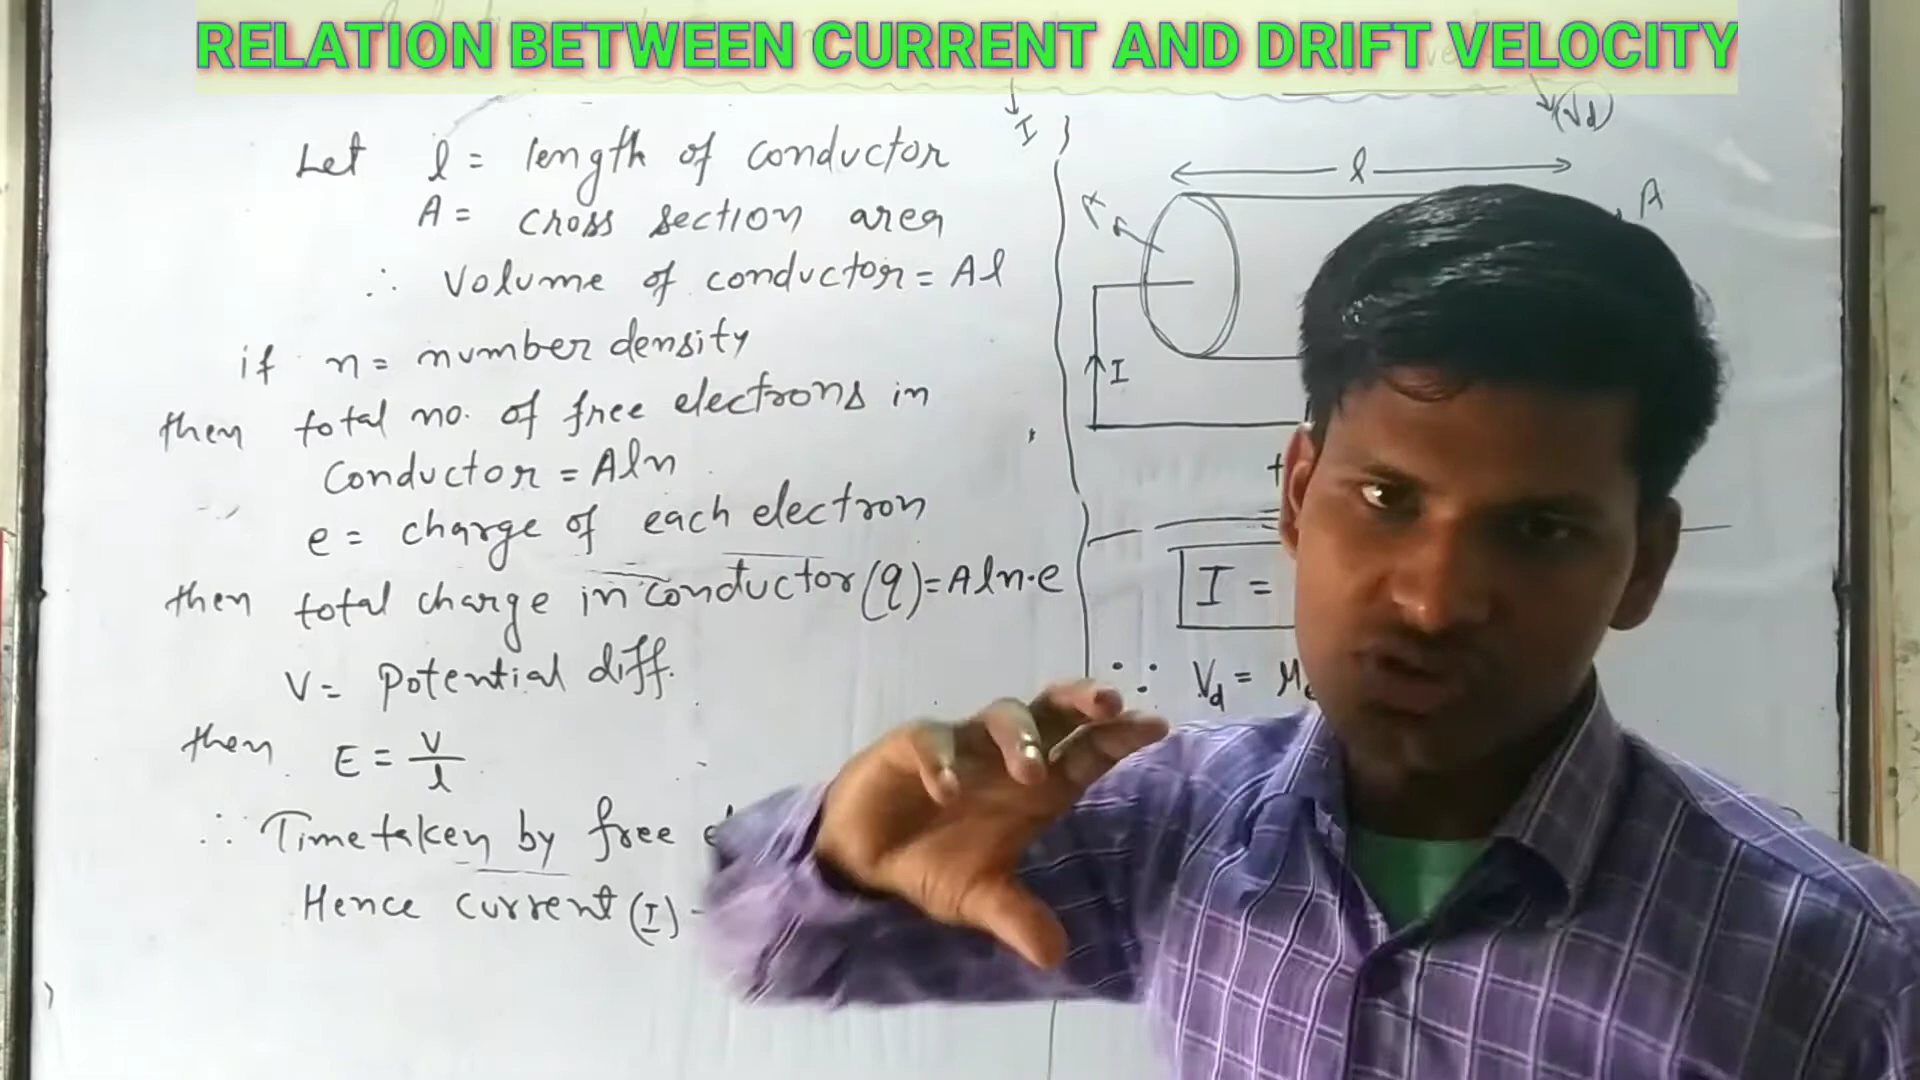 RELATION BETWEEN CURRENT AND DRIFT VELOCITY
Let l = length of conductor
A = cross section area
∴ Volume of conductor = Al
if n = number density
then total no. of free electrons in
Conductor = Aln
e = charge of each electron
then total charge in conductor (q) = Aln·e
V = Potential diff.
then E = V/l
∴ Time taken by free
Hence current (I)
I
(Vd)
l
A
A
I
+
I =
∵ Vd = μe